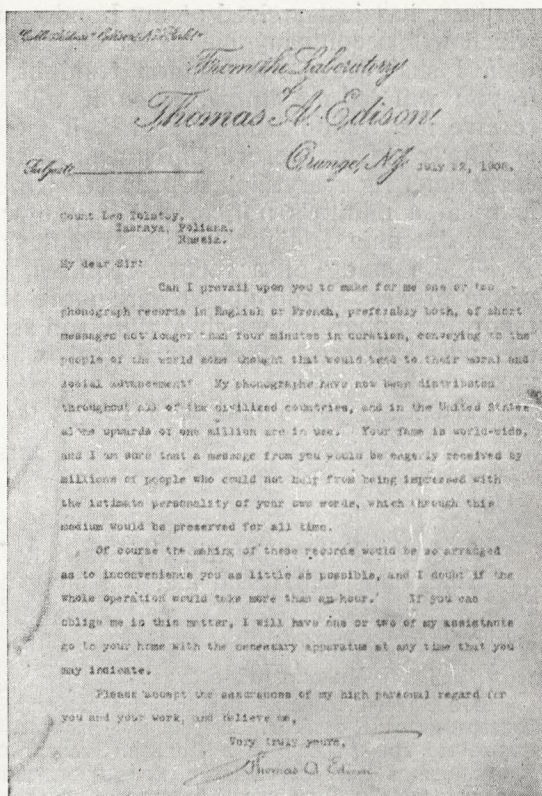 "Cable Address "Edison, New York"
From the Laboratory
of
Thomas A. Edison,
Orange, N.J. July 22, 1908.
Subject
Count Leo Tolstoy,
Yasnaya, Poliana,
Russia.
My dear Sir:
Can I prevail upon you to make for me one or two
phonograph records in English or French, preferably both, of short
messages not longer than four minutes in duration, conveying to the
people of the world some thought that would tend to their moral and
social advancement? My phonographs have now been distributed
throughout all of the civilized countries, and in the United States
alone upwards of one million are in use. Your fame is world-wide,
and I am sure that a message from you would be eagerly received by
millions of people who could not help from being impressed with
the intimate personality of your own words, which through this
medium would be preserved for all time.
Of course the making of these records would be so arranged
as to inconvenience you as little as possible, and I doubt if the
whole operation would take more than an hour. If you can
oblige me in this matter, I will have one or two of my assistants
go to your home with the necessary apparatus at any time that you
may indicate.
Please accept the assurances of my high personal regard for
you and your work, and believe me,
Very truly yours,
Thomas A Edison